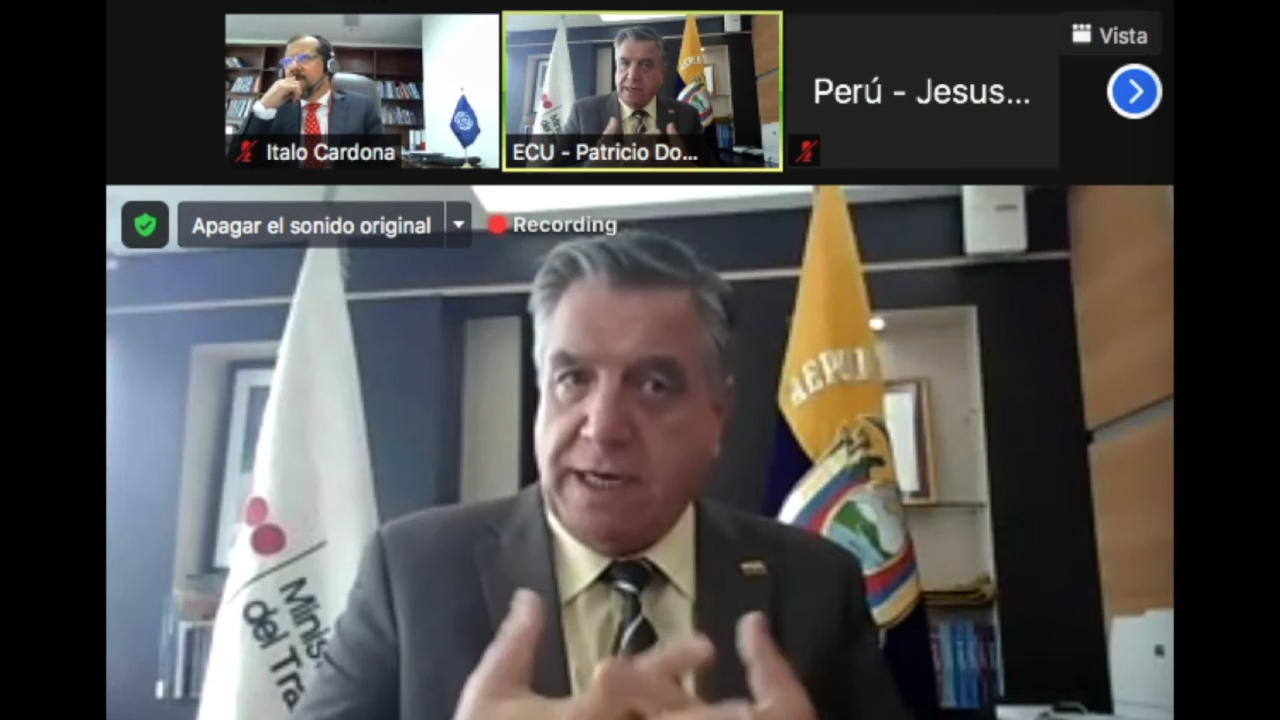 Vista
Italo Cardona
ECU - Patricio Do...
Perú - Jesus...
Apagar el sonido original
Recording
Minis
del Tra